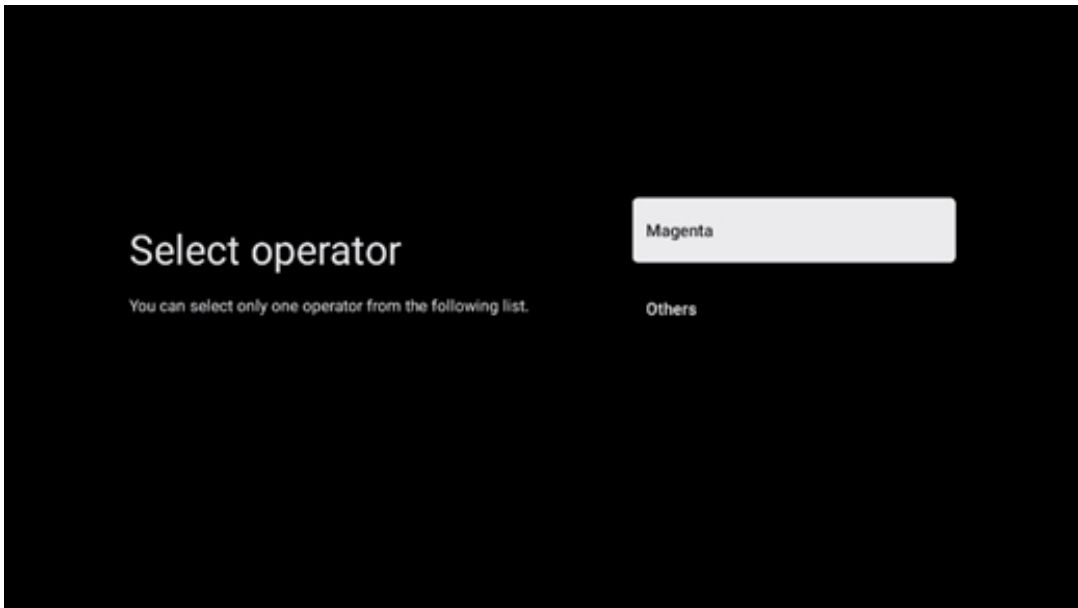 Select operator
You can select only one operator from the following list.
Magenta
Others